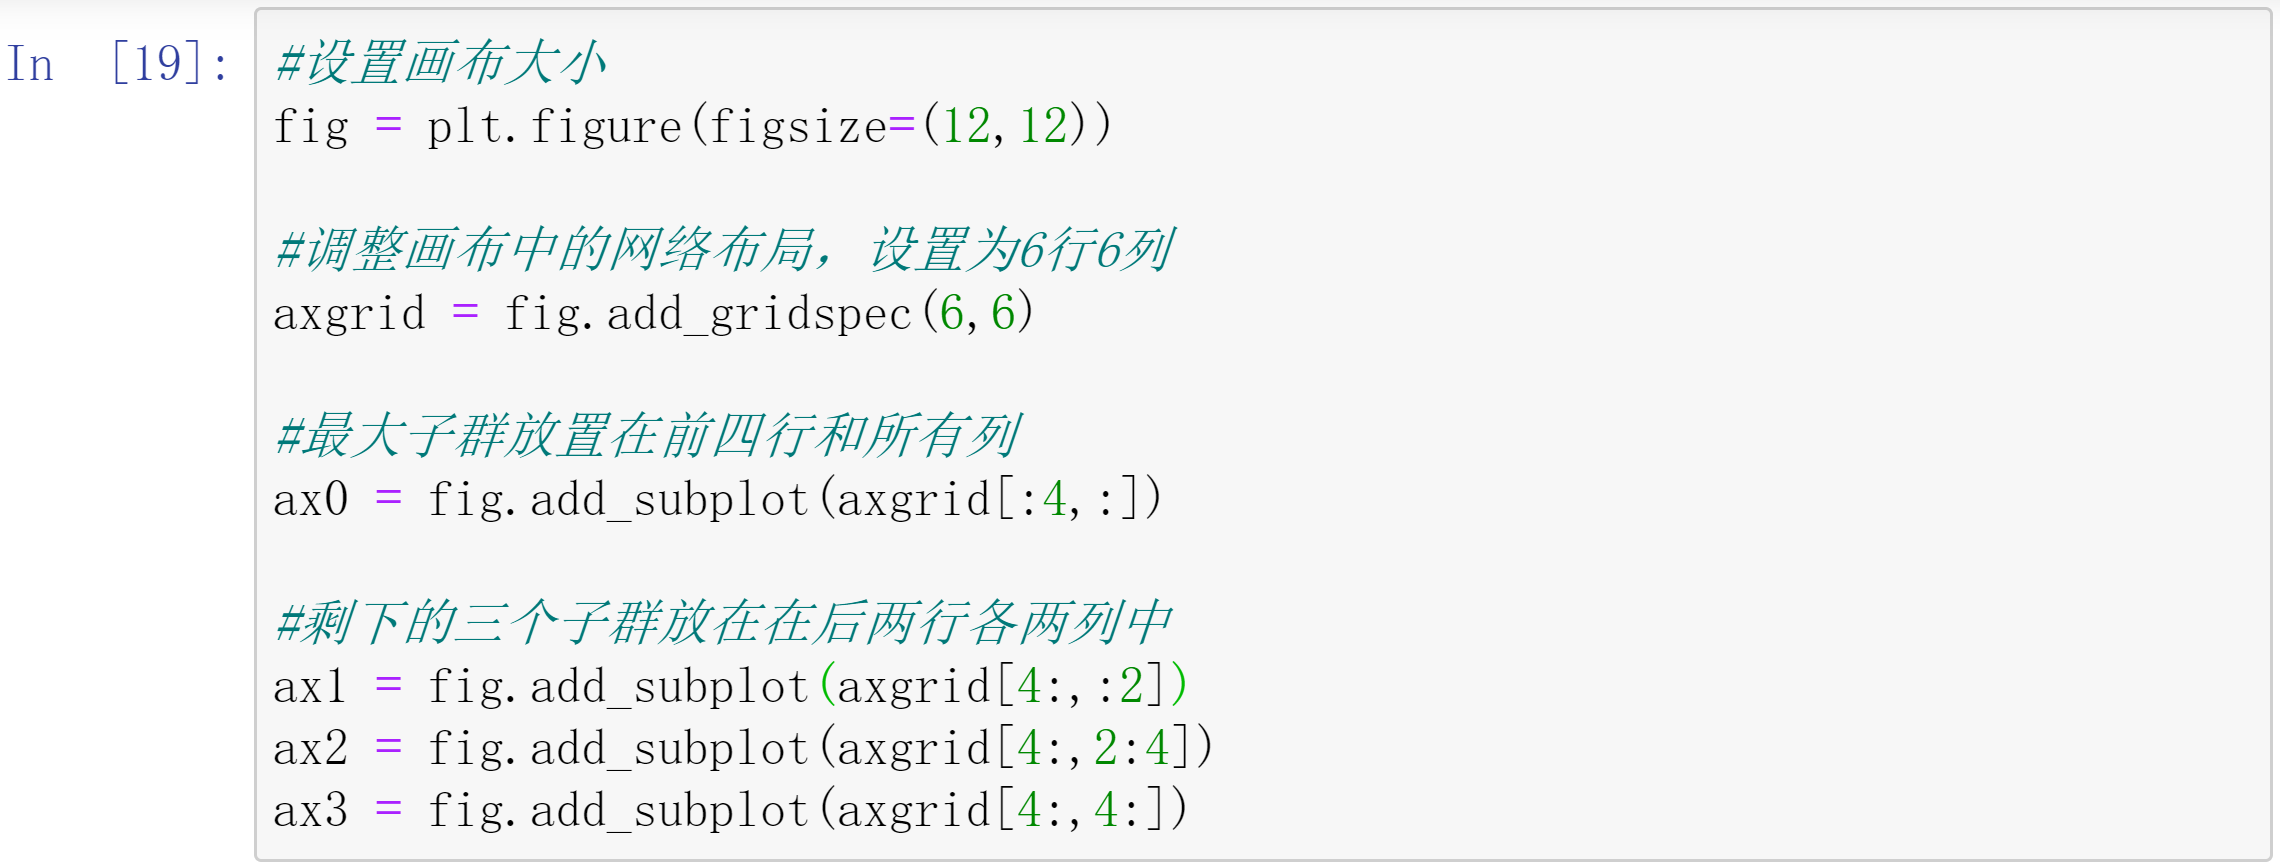 In [19]:
#设置画布大小
fig = plt.figure(figsize=(12,12))
#调整画布中的网络布局，设置为6行6列
axgrid = fig.add_gridspec(6,6)
#最大子群放置在前四行和所有列
ax0 = fig.add_subplot(axgrid[:4,:])
#剩下的三个子群放在在后两行各两列中
ax1 = fig.add_subplot(axgrid[4:,:2])
ax2 = fig.add_subplot(axgrid[4:,2:4])
ax3 = fig.add_subplot(axgrid[4:,4:])